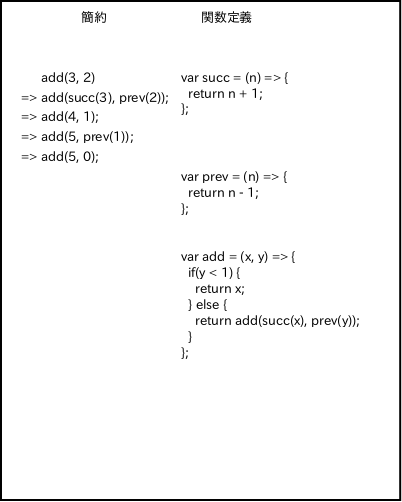 簡約
関数定義
add(3, 2)
=> add(succ(3), prev(2));
=> add(4, 1);
=> add(5, prev(1));
=> add(5, 0);
var succ = (n) => {
return n + 1;
};
var prev = (n) => {
return n - 1;
};
var add = (x, y) => {
if(y < 1) {
return x;
} else {
return add(succ(x), prev(y));
}
};